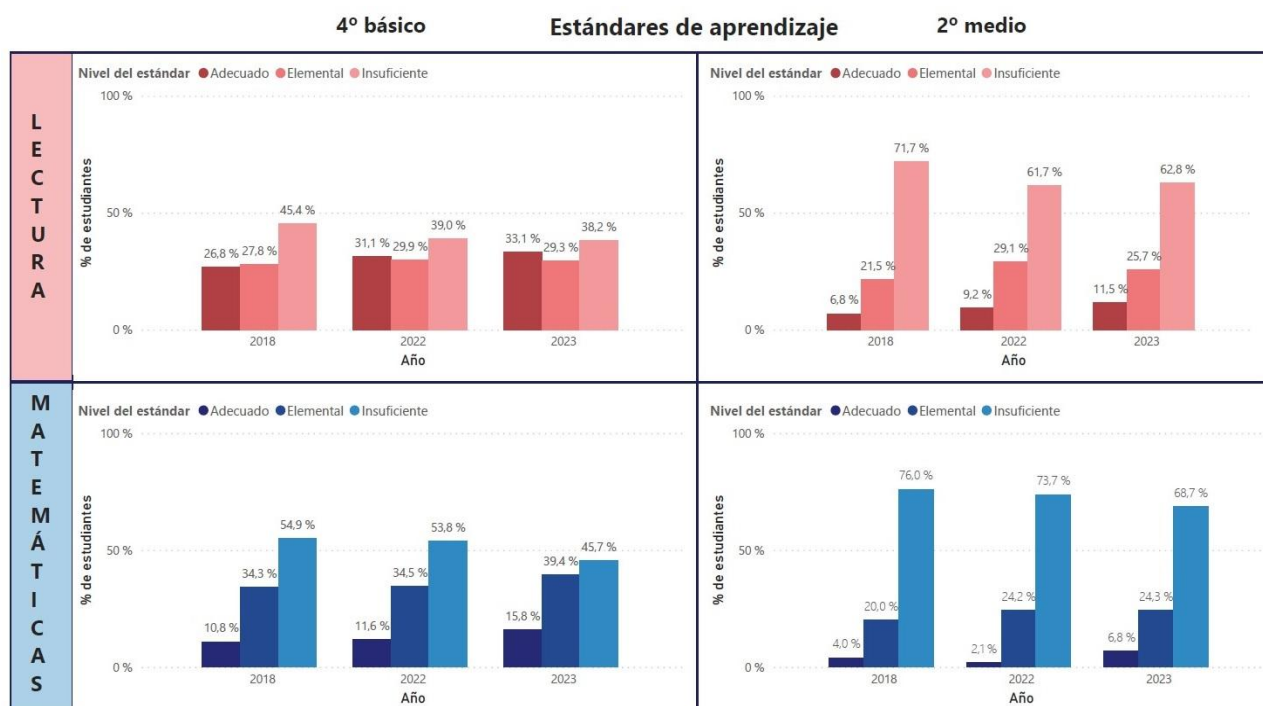 4º básico Estándares de aprendizaje 2º medio
LECTURA
Nivel del estándar Adecuado Elemental Insuficiente
100 %
50 %
0 %
% de estudiantes
26,8 % 27,8 % 45,4 %
31,1 % 29,9 % 39,0 %
33,1 % 29,3 % 38,2 %
2018 2022 2023
Año
Nivel del estándar Adecuado Elemental Insuficiente
100 %
50 %
0 %
% de estudiantes
6,8 % 21,5 % 71,7 %
9,2 % 29,1 % 61,7 %
11,5 % 25,7 % 62,8 %
2018 2022 2023
Año
MATEMÁTICAS
Nivel del estándar Adecuado Elemental Insuficiente
100 %
50 %
0 %
% de estudiantes
10,8 % 34,3 % 54,9 %
11,6 % 34,5 % 53,8 %
15,8 % 39,4 % 45,7 %
2018 2022 2023
Año
Nivel del estándar Adecuado Elemental Insuficiente
100 %
50 %
0 %
% de estudiantes
4,0 % 20,0 % 76,0 %
2,1 % 24,2 % 73,7 %
6,8 % 24,3 % 68,7 %
2018 2022 2023
Año